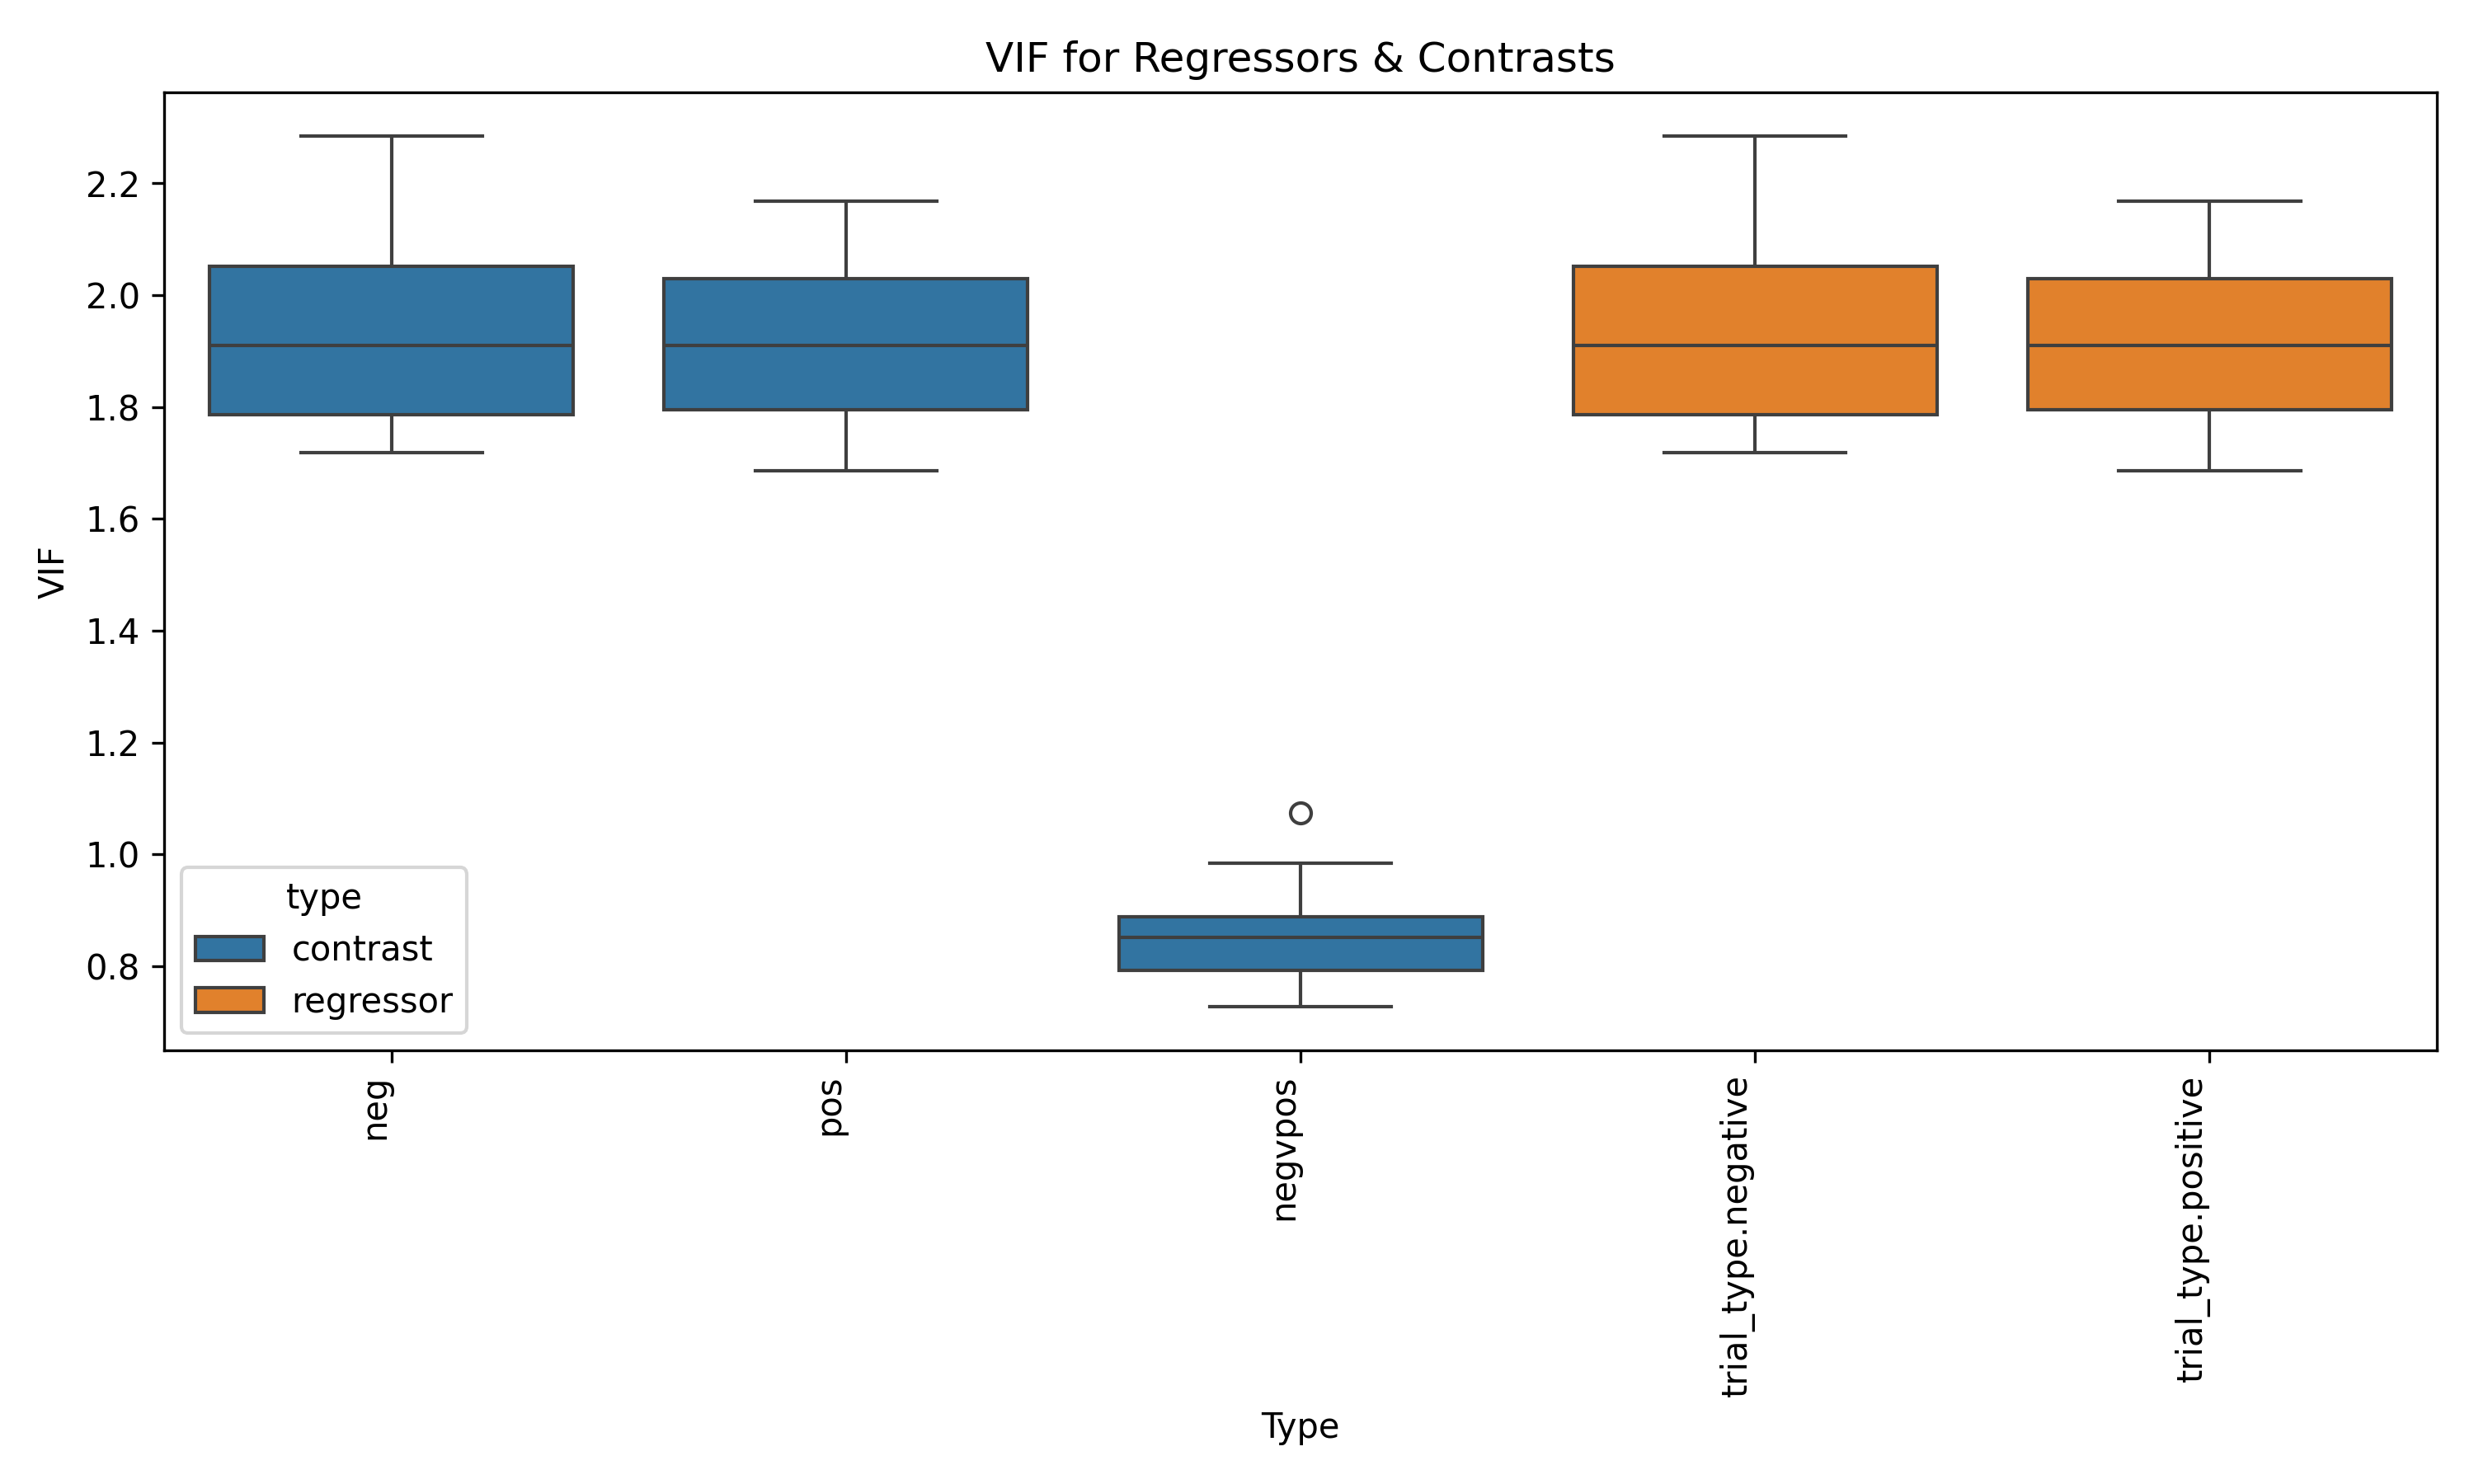 VIF for Regressors & Contrasts
VIF
2.2
2.0
1.8
1.6
1.4
1.2
1.0
0.8
type
contrast
regressor
neg
pos
negvpos
trial_type.negative
trial_type.positive
Type